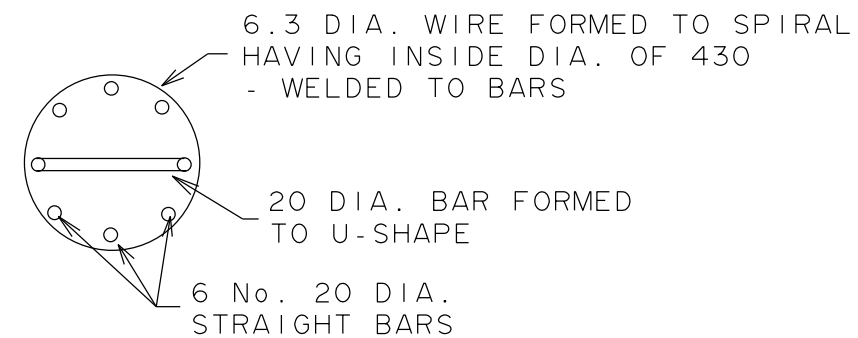 6.3 DIA. WIRE FORMED TO SPIRAL
HAVING INSIDE DIA. OF 430
- WELDED TO BARS
20 DIA. BAR FORMED
TO U-SHAPE
6 No. 20 DIA.
STRAIGHT BARS